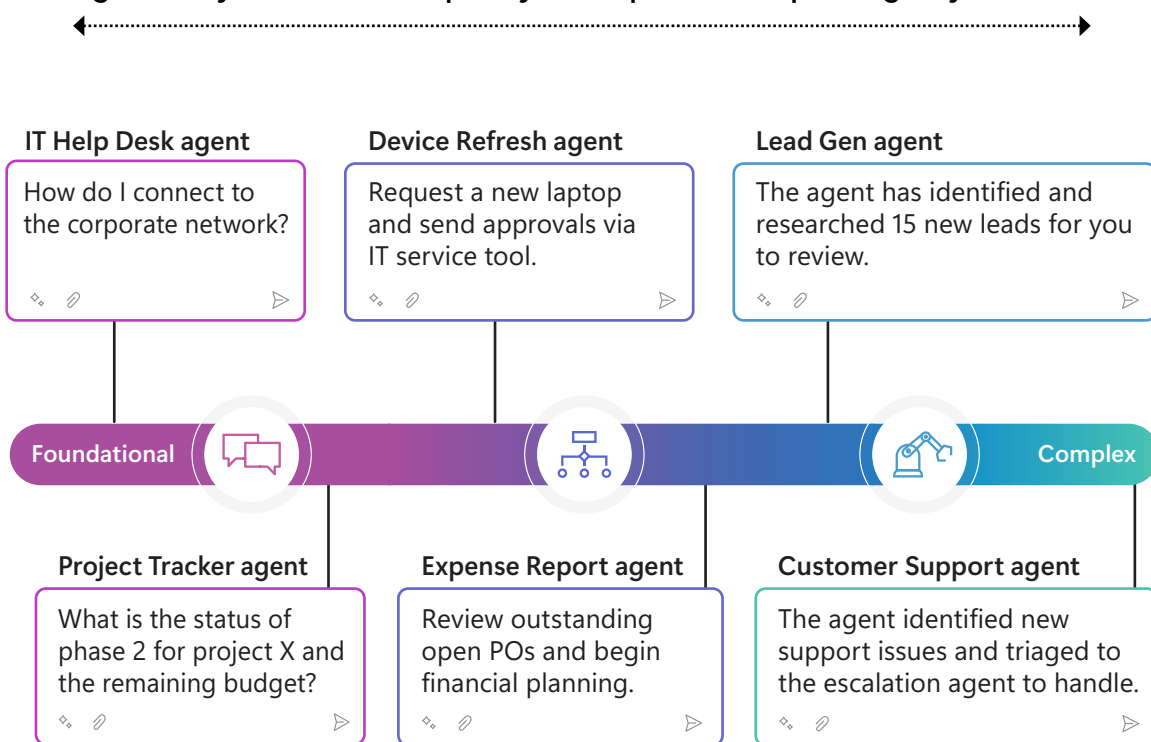 IT Help Desk agent
How do I connect to
the corporate network?
Device Refresh agent
Request a new laptop
and send approvals via
IT service tool.
Lead Gen agent
The agent has identified and
researched 15 new leads for you
to review.
Foundational
Complex
Project Tracker agent
What is the status of
phase 2 for project X and
the remaining budget?
Expense Report agent
Review outstanding
open POs and begin
financial planning.
Customer Support agent
The agent identified new
support issues and triaged to
the escalation agent to handle.